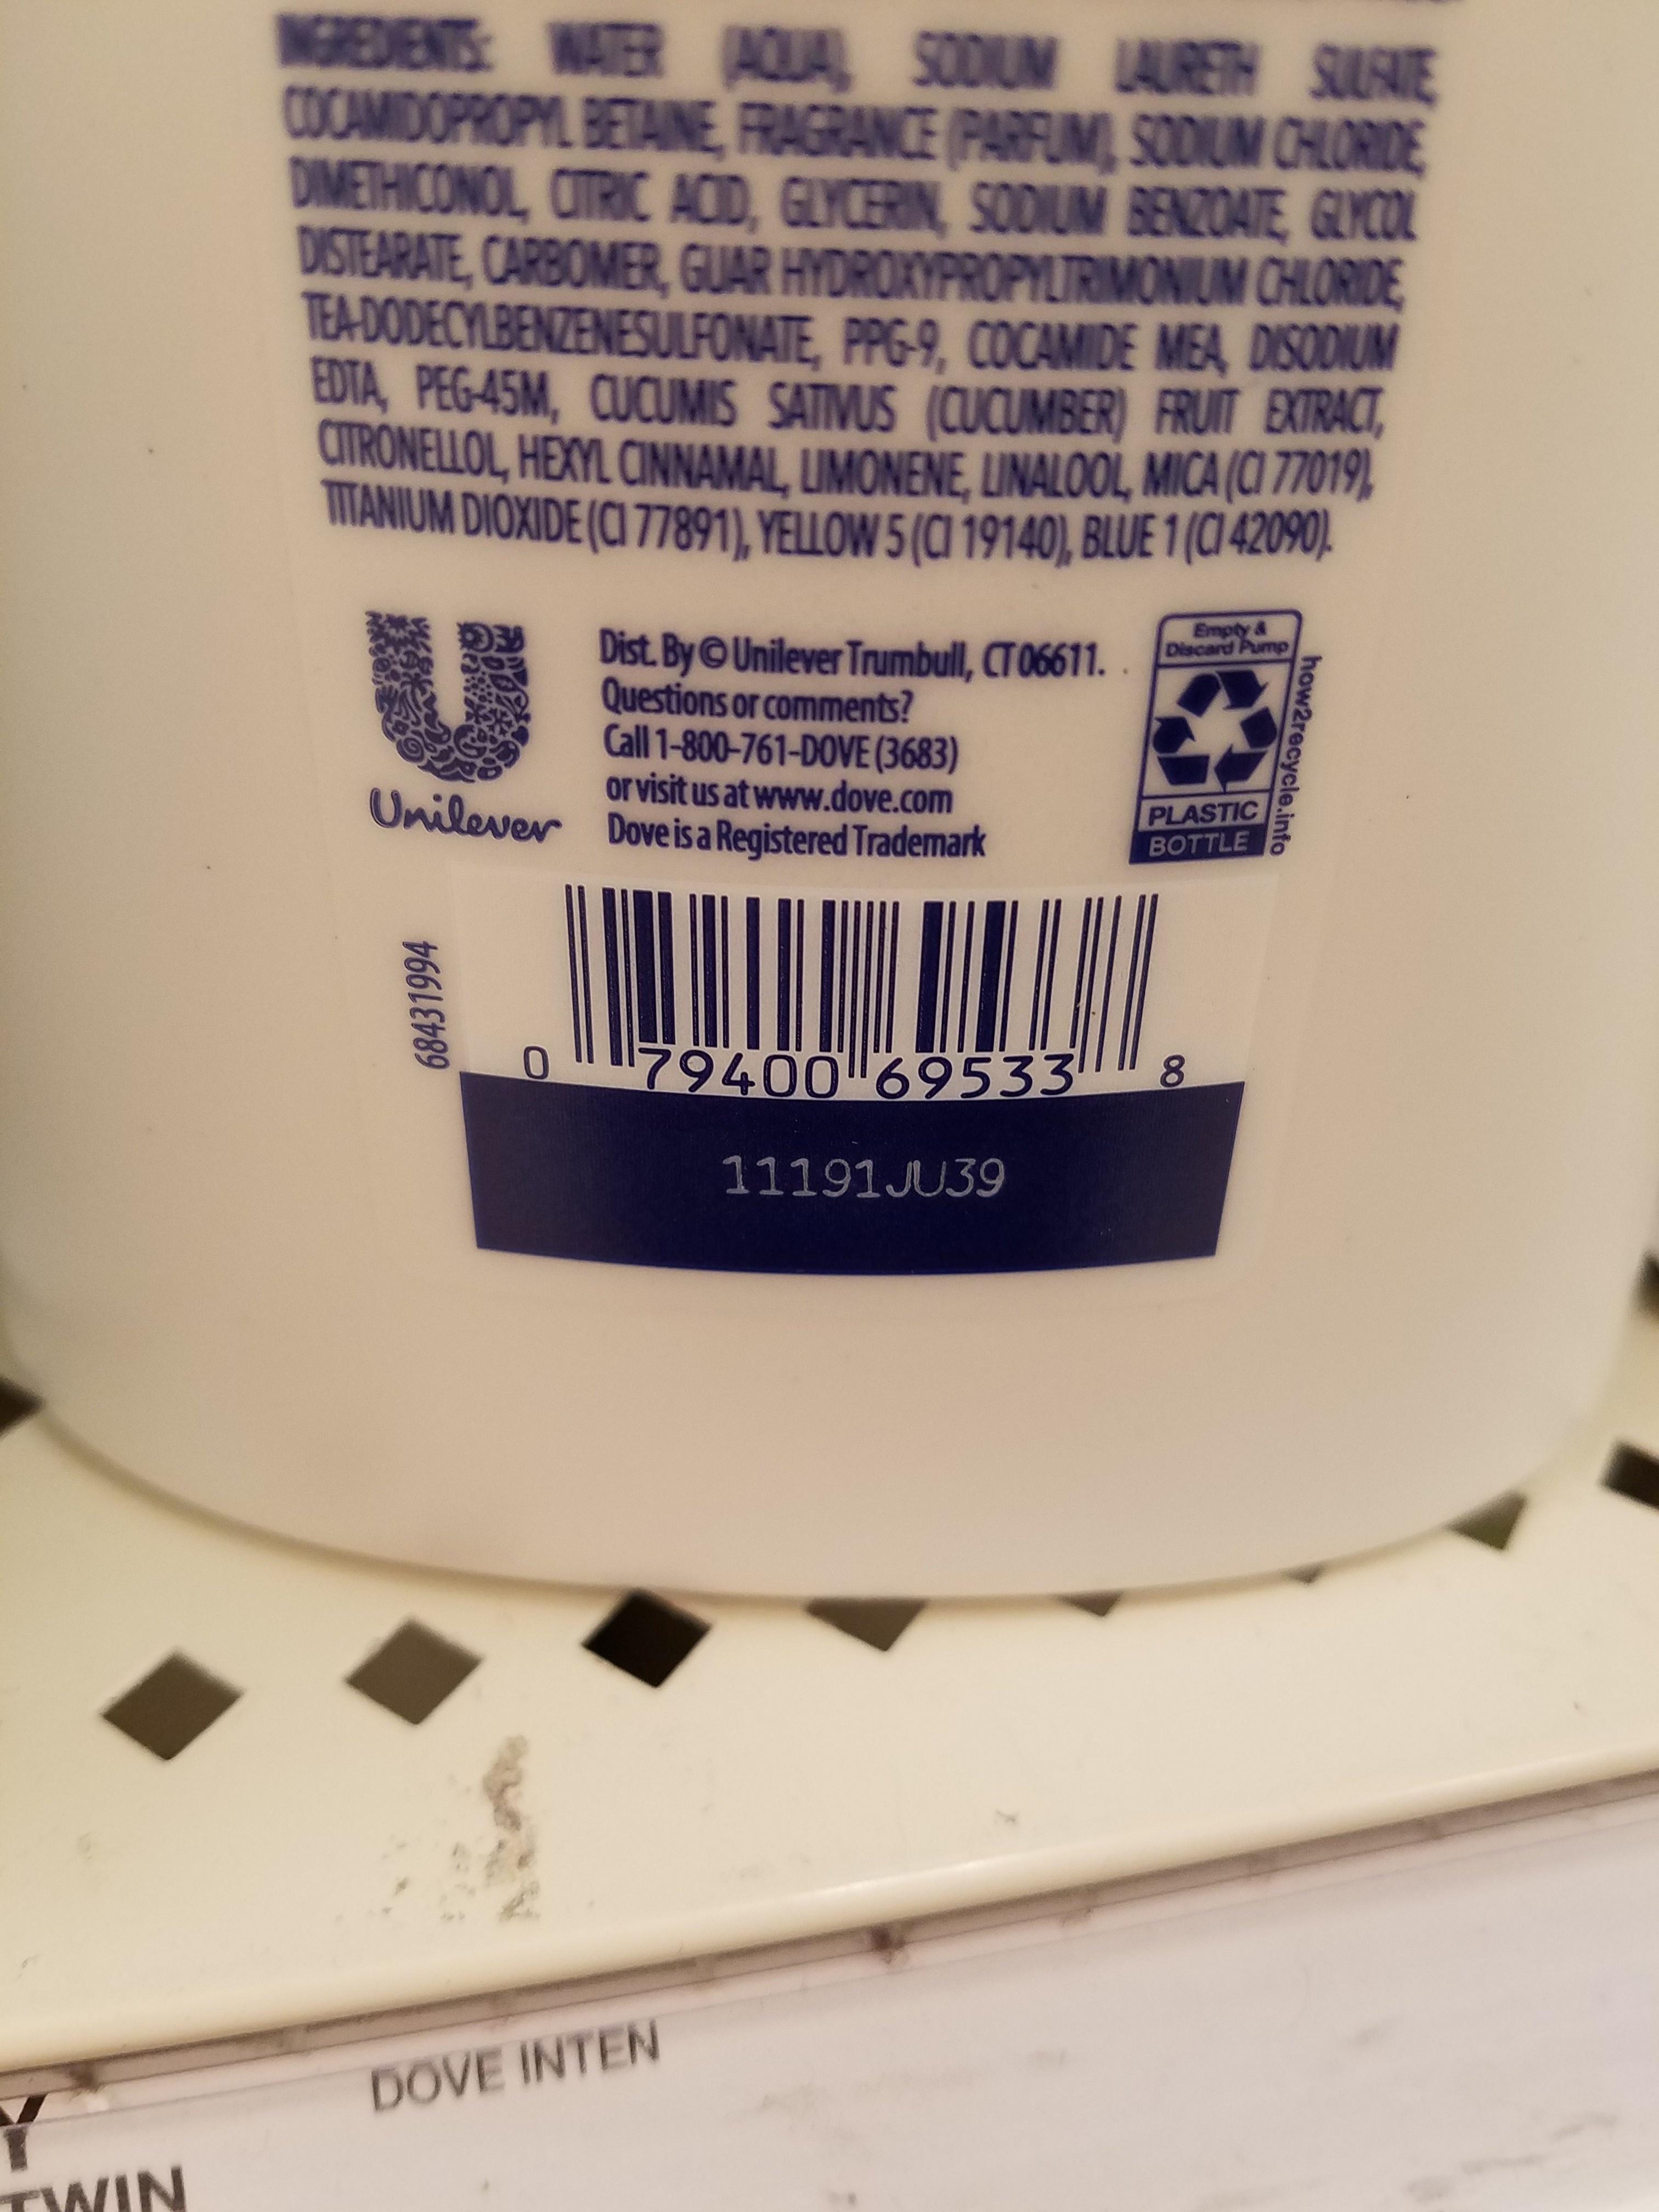 INGREDIENTS: WATER (AQUA), SODIUM LAURETH SULFATE,
COCAMIDOPROPYL BETAINE, FRAGRANCE (PARFUM), SODIUM CHLORIDE,
DIMETHICONOL, CITRIC ACID, GLYCERIN, SODIUM BENZOATE, GLYCOL
DISTEARATE, CARBOMER, GUAR HYDROXYPROPYLTRIMONIUM CHLORIDE,
TEA-DODECYLBENZENESULFONATE, PPG-9, COCAMIDE MEA, DISODIUM
EDTA, PEG-45M, CUCUMIS SATIVUS (CUCUMBER) FRUIT EXTRACT,
CITRONELLOL, HEXYL CINNAMAL, LIMONENE, LINALOOL, MICA (CI 77019),
TITANIUM DIOXIDE (CI 77891), YELLOW 5 (CI 19140), BLUE 1 (CI 42090).
Unilever
Dist. By © Unilever Trumbull, CT 06611.
Questions or comments?
Call 1-800-761-DOVE (3683)
or visit us at www.dove.com
Dove is a Registered Trademark
Empty &
Discard Pump
PLASTIC
BOTTLE
how2recycle.info
68431994
0 79400 69533 8
11191JU39
DOVE INTEN
Y
TWIN